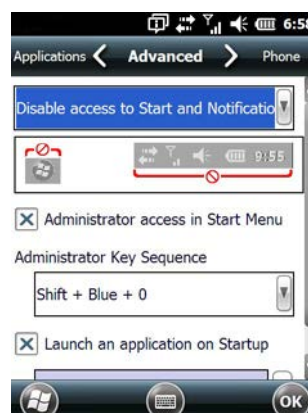 6:58
Applications Advanced Phone
Disable access to Start and Notificatio
9:55
Administrator access in Start Menu
Administrator Key Sequence
Shift + Blue + 0
Launch an application on Startup
OK